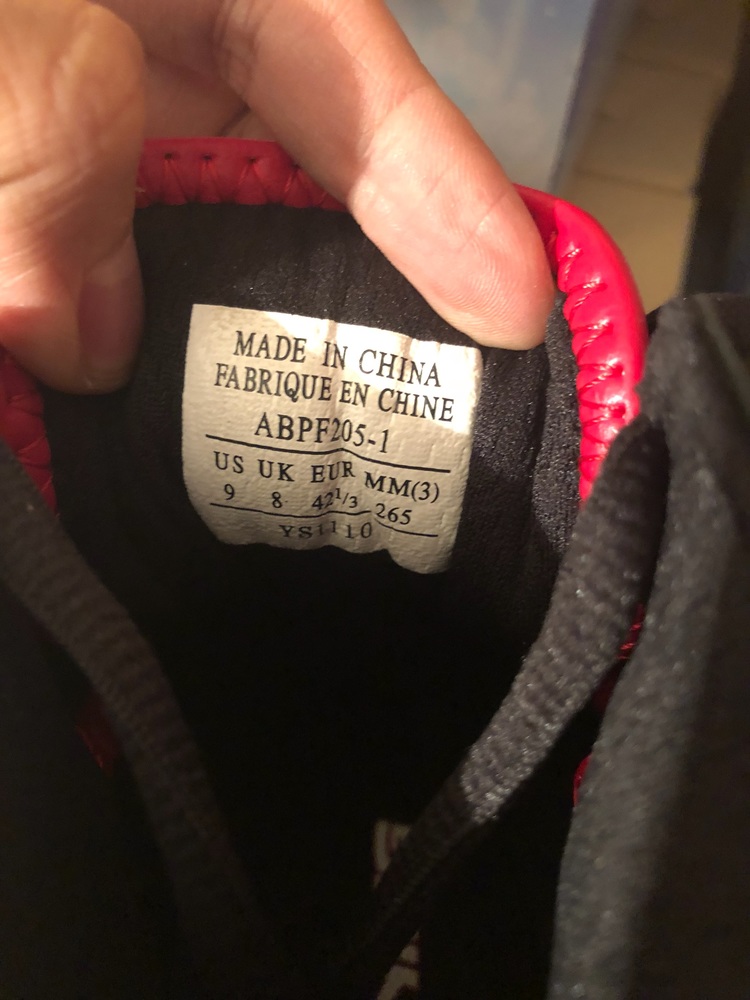 MADE IN CHINA
FABRIQUE EN CHINE
ABPF205-1
US UK EUR MM(3)
9 8 42 1/3 265
YS1110